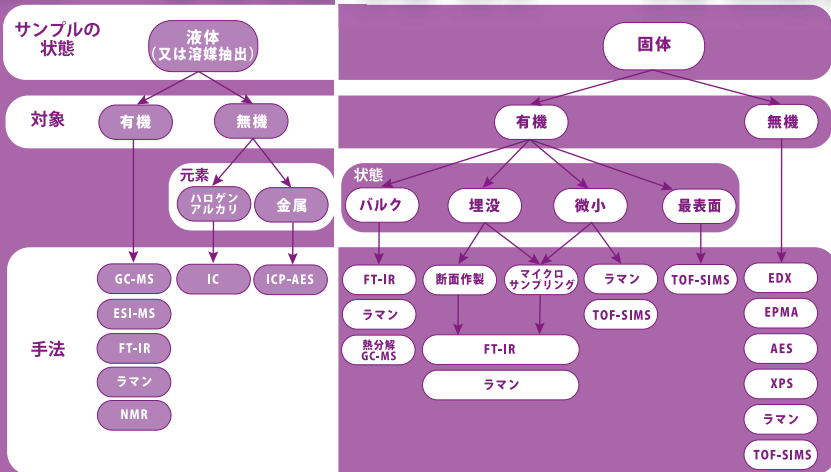 サンプルの
状態
液体
(又は溶媒抽出)
固体
対象
有機
無機
有機
無機
元素
ハロゲン
アルカリ
金属
状態
バルク
埋没
微小
最表面
手法
GC-MS
ESI-MS
FT-IR
ラマン
NMR
IC
ICP-AES
FT-IR
ラマン
熱分解
GC-MS
断面作製
マイクロ
サンプリング
FT-IR
ラマン
ラマン
TOF-SIMS
TOF-SIMS
EDX
EPMA
AES
XPS
ラマン
TOF-SIMS